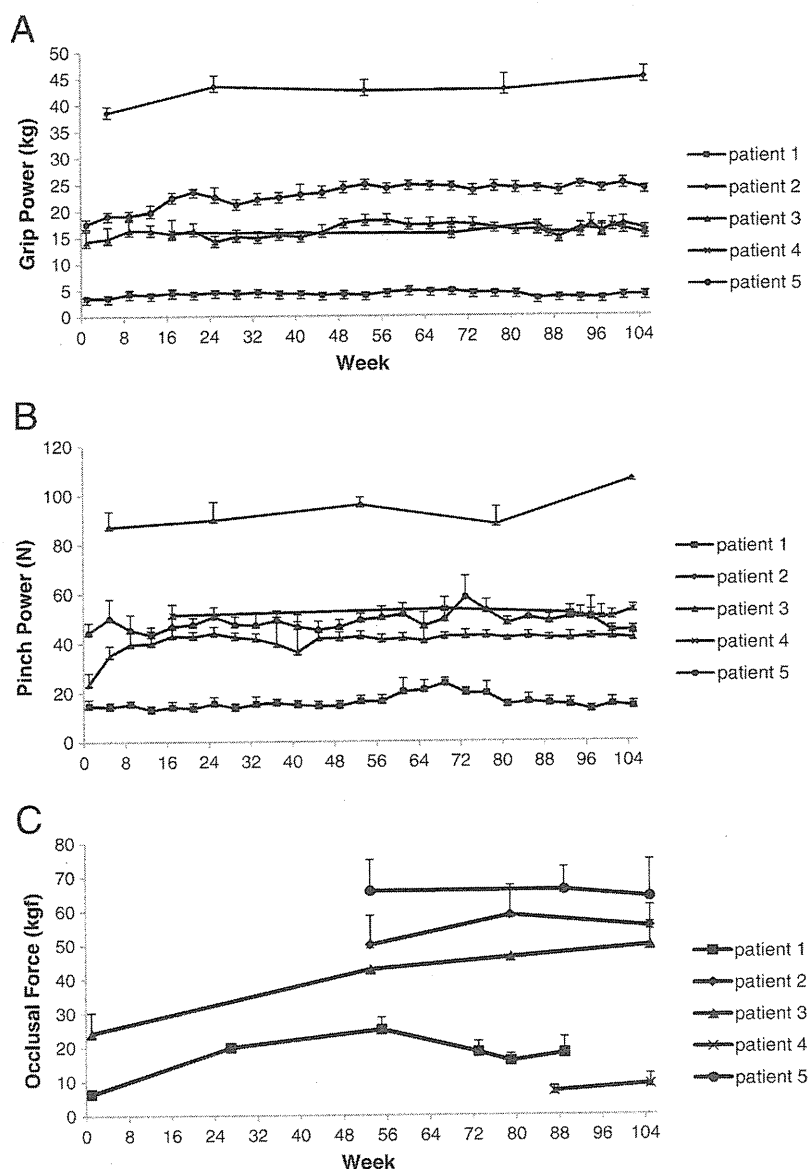 A
Grip Power (kg)
50
45
40
35
30
25
20
15
10
5
0
0 8 16 24 32 40 48 56 64 72 80 88 96 104
Week
patient 1
patient 2
patient 3
patient 4
patient 5
B
Pinch Power (N)
120
100
80
60
40
20
0
0 8 16 24 32 40 48 56 64 72 80 88 96 104
patient 1
patient 2
patient 3
patient 4
patient 5
C
Occlusal Force (kgf)
80
70
60
50
40
30
20
10
0
0 8 16 24 32 40 48 56 64 72 80 88 96 104
Week
patient 1
patient 2
patient 3
patient 4
patient 5